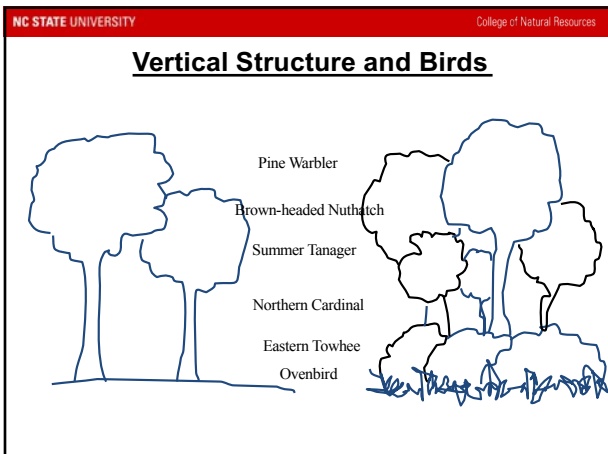 NC STATE UNIVERSITY College of Natural Resources
Vertical Structure and Birds
Pine Warbler
Brown-headed Nuthatch
Summer Tanager
Northern Cardinal
Eastern Towhee
Ovenbird